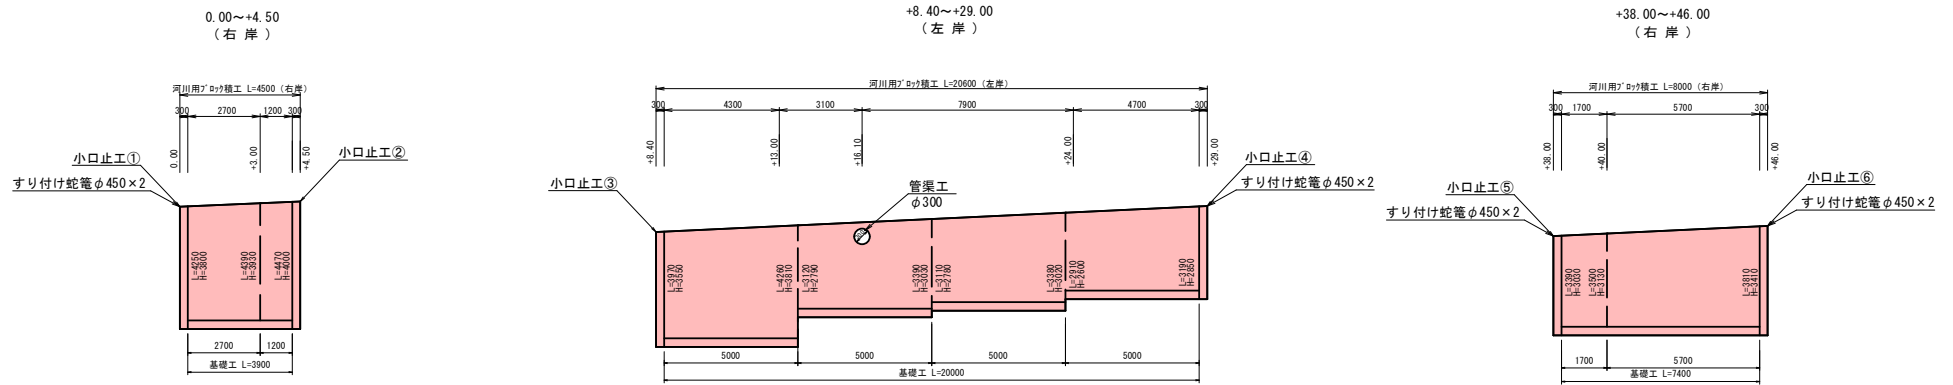 0.00～+4.50
(右 岸)
河川用ﾌﾞﾛｯｸ積工 L=4500 (右岸)
300 2700 1200 300
0.00 +3.00 +4.50
小口止工①
小口止工②
すり付け蛇篭φ450×2
L=4250
H=3800
L=4390
H=3930
L=4470
H=4000
2700 1200
基礎工 L=3900
+8.40～+29.00
(左 岸)
河川用ﾌﾞﾛｯｸ積工 L=20600 (左岸)
300 4300 3100 7900 4700 300
+8.40 +13.00 +16.10 +24.00 +29.00
小口止工③
管渠工
φ300
小口止工④
すり付け蛇篭φ450×2
L=3970
H=3550
L=4260
H=3810
L=3120
H=2790
L=3390
H=3030
L=3110
H=2780
L=3380
H=3020
L=2910
H=2600
L=3190
H=2850
5000 5000 5000 5000
基礎工 L=20000
+38.00～+46.00
(右 岸)
河川用ﾌﾞﾛｯｸ積工 L=8000 (右岸)
300 1700 5700 300
+38.00 +40.00 +46.00
小口止工⑤
すり付け蛇篭φ450×2
小口止工⑥
すり付け蛇篭φ450×2
L=3390
H=3030
L=3500
H=3130
L=3810
H=3410
1700 5700
基礎工 L=7400